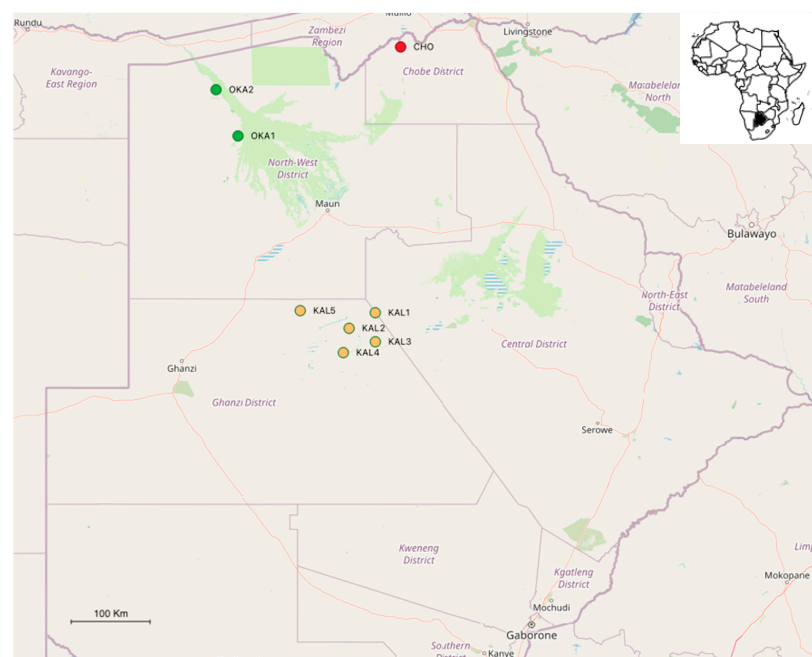 Rundu
Zambezi
Region
Livingstone
CHO
Chobe District
Kavango-
East Region
OKA2
Matabeleland
North
OKA1
North-West
District
Maun
Bulawayo
Matabeleland
South
North-East
District
KAL5
KAL1
KAL2
KAL3
KAL4
Central District
Ghanzi
Ghanzi District
Serowe
Kweneng
District
Kgatleng
District
Mokopane
100 Km
Mochudi
Gaborone
Southern
Kanye